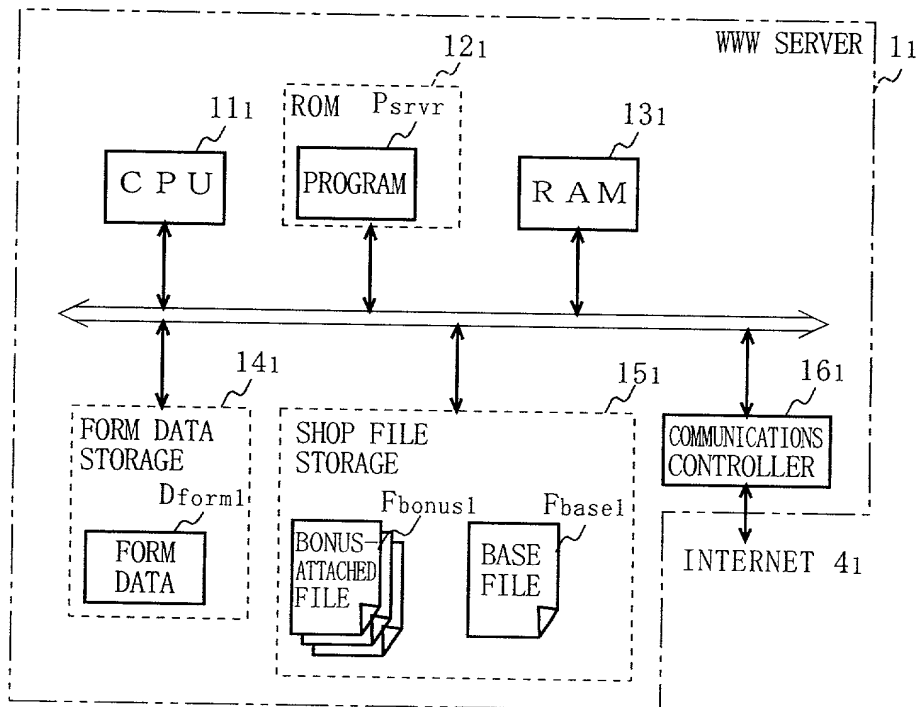 WWW SERVER
11
121
ROM Psrvr
111
131
CPU
PROGRAM
RAM
141
151
161
FORM DATA
STORAGE
SHOP FILE
STORAGE
COMMUNICATIONS
CONTROLLER
Dform1
Fbonus1
Fbase1
FORM
DATA
BONUS-
ATTACHED
FILE
BASE
FILE
INTERNET 41